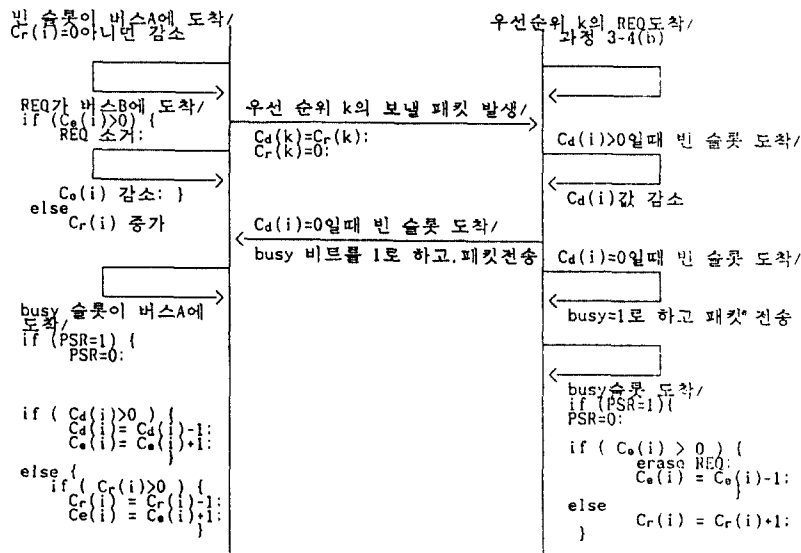 빈 슬롯이 버스A에 도착/
Cr(i)=0아니면 감소
REQ가 버스B에 도착/
if (Ce(i)>0) {
REQ 소거:
Ce(i) 감소: }
else
Cr(i) 증가
busy 슬롯이 버스A에
도착/
if (PSR=1) {
PSR=0:
if ( Cd(i)>0 ) {
Cd(i)= Cd(i)-1:
Ce(i)= Ce(i)+1:
}
else {
if ( Cr(i)>0 ) {
Cr(i) = Cr(i)-1:
Ce(i) = Ce(i)+1:
}
우선 순위 k의 보낼 패킷 발생/
Cd(k)=Cr(k):
Cr(k)=0:
Cd(i)=0일때 빈 슬롯 도착/
busy 비트를 1로 하고,패킷전송
우선순위 k의 REQ도착/
과정 3-4(b)
Cd(i)>0일때 빈 슬롯 도착/
Cd(i)값 감소
Cd(i)=0일때 빈 슬롯 도착/
busy=1로 하고 패킷 전송
busy슬롯 도착/
if (PSR=1){
PSR=0:
if ( Ce(i) > 0 ) {
erase REQ:
Ce(i) = Ce(i)-1:
}
else
Cr(i) = Cr(i)+1:
}